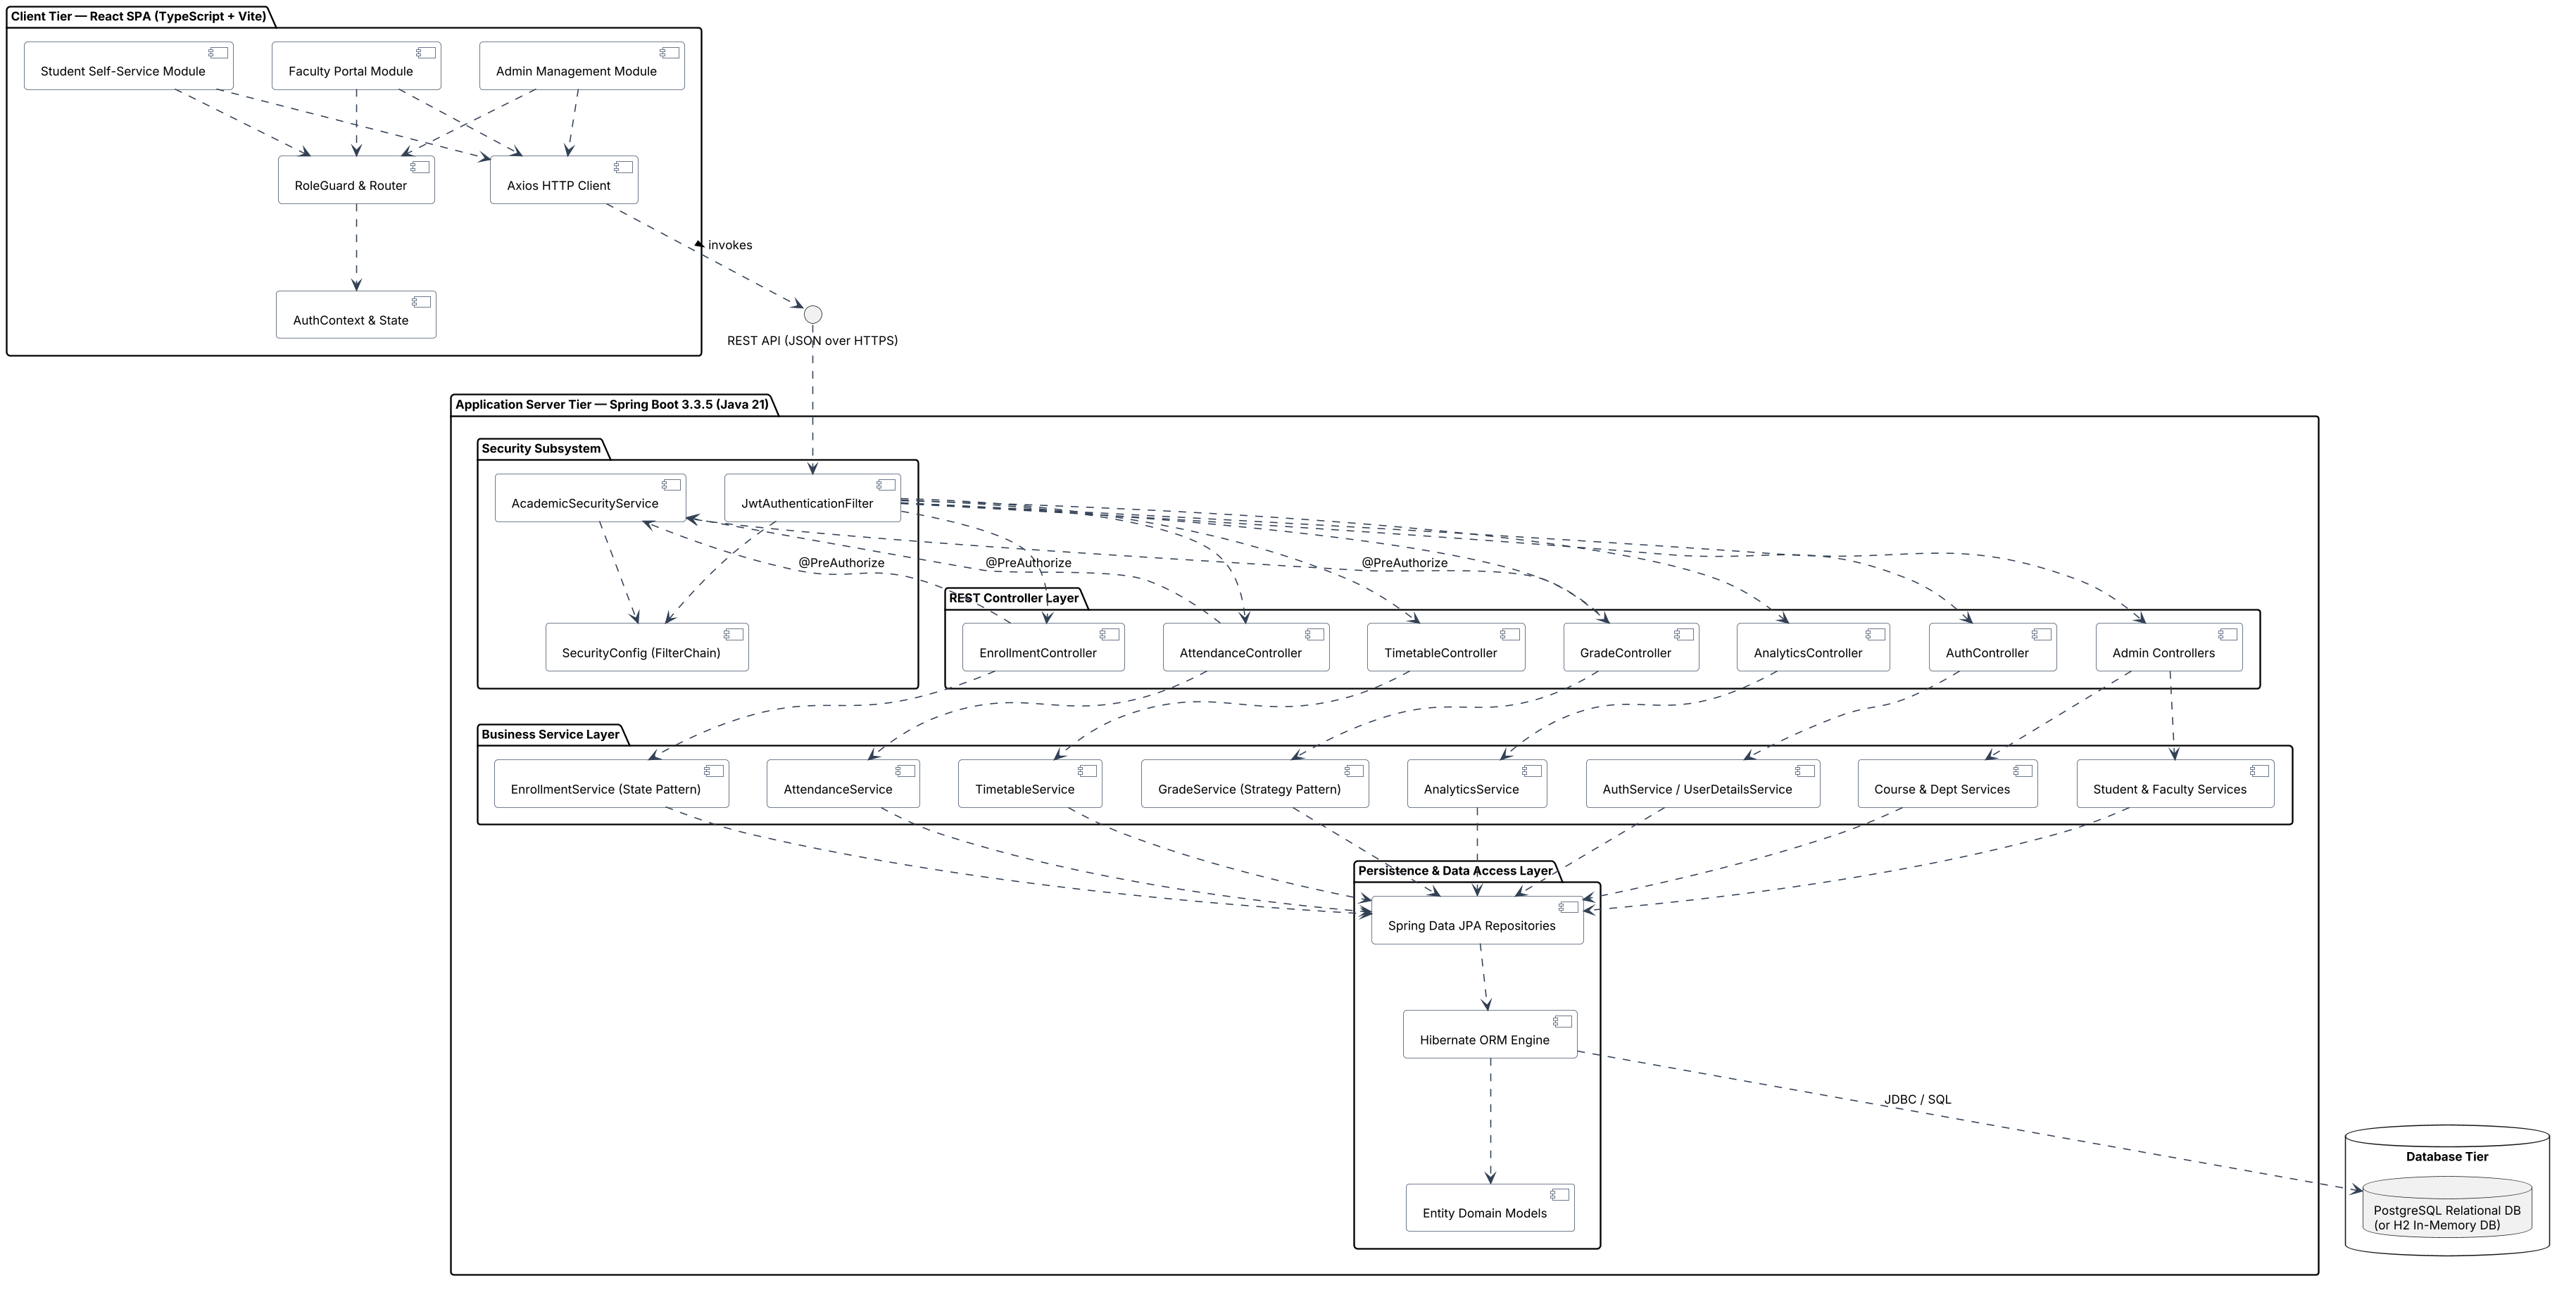 Client Tier — React SPA (TypeScript + Vite)
Student Self-Service Module
Faculty Portal Module
Admin Management Module
RoleGuard & Router
Axios HTTP Client
invokes
AuthContext & State
REST API (JSON over HTTPS)
Application Server Tier — Spring Boot 3.3.5 (Java 21)
Security Subsystem
AcademicSecurityService
JwtAuthenticationFilter
@PreAuthorize
@PreAuthorize
@PreAuthorize
SecurityConfig (FilterChain)
REST Controller Layer
EnrollmentController
AttendanceController
TimetableController
GradeController
AnalyticsController
AuthController
Admin Controllers
Business Service Layer
EnrollmentService (State Pattern)
AttendanceService
TimetableService
GradeService (Strategy Pattern)
AnalyticsService
AuthService / UserDetailsService
Course & Dept Services
Student & Faculty Services
Persistence & Data Access Layer
Spring Data JPA Repositories
Hibernate ORM Engine
JDBC / SQL
Entity Domain Models
Database Tier
PostgreSQL Relational DB
(or H2 In-Memory DB)